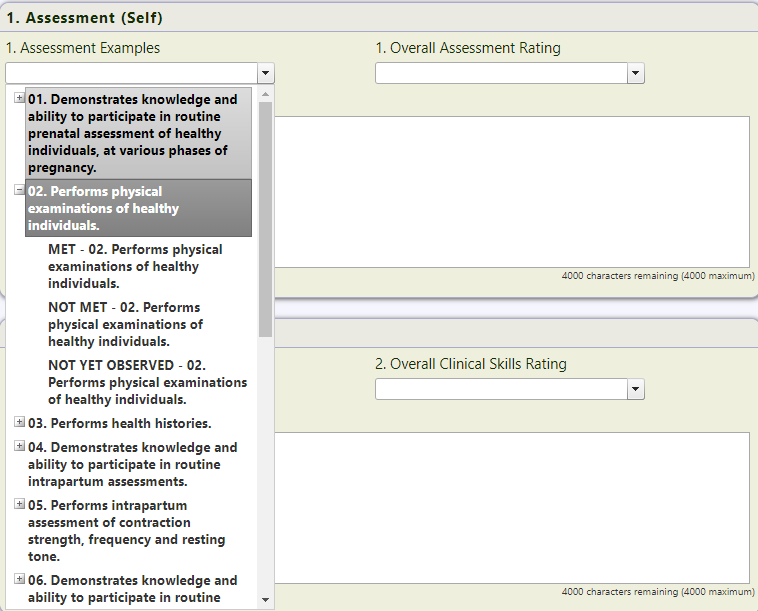 1. Assessment (Self)
1. Assessment Examples
1. Overall Assessment Rating
01. Demonstrates knowledge and
ability to participate in routine
prenatal assessment of healthy
individuals, at various phases of
pregnancy.
02. Performs physical
examinations of healthy
individuals.
MET - 02. Performs physical
examinations of healthy
individuals.
NOT MET - 02. Performs
physical examinations of
healthy individuals.
NOT YET OBSERVED - 02.
Performs physical examinations
of healthy individuals.
03. Performs health histories.
04. Demonstrates knowledge and
ability to participate in routine
intrapartum assessments.
05. Performs intrapartum
assessment of contraction
strength, frequency and resting
tone.
06. Demonstrates knowledge and
ability to participate in routine
4000 characters remaining (4000 maximum)
2. Overall Clinical Skills Rating
4000 characters remaining (4000 maximum)